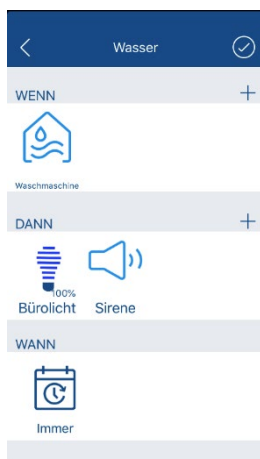 Wasser
WENN
Waschmaschine
DANN
100%
Bürolicht Sirene
WANN
Immer